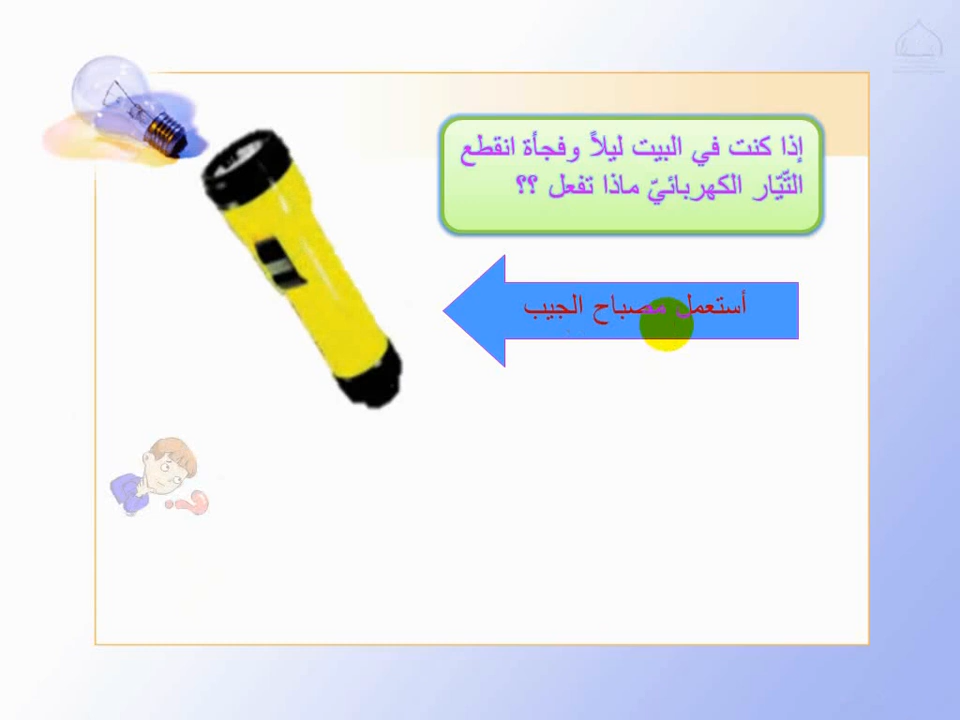 إذا كنت في البيت ليلاً وفجأة انقطع
التّيّار الكهربائيّ ماذا تفعل ؟؟
أستعمل مصباح الجيب